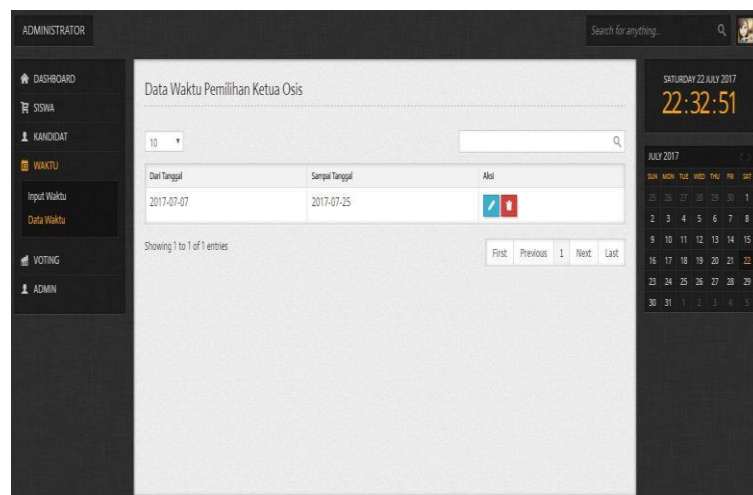 ADMINISTRATOR
Search for anything...
DASHBOARD
SISWA
KANDIDAT
WAKTU
Input Waktu
Data Waktu
VOTING
ADMIN
Data Waktu Pemilihan Ketua Osis
10
Dari Tanggal Sampai Tanggal Aksi
2017-07-07 2017-07-25
Showing 1 to 1 of 1 entries
First Previous 1 Next Last
SATURDAY 22 JULY 2017
22:32:51
JULY 2017
SUN MON TUE WED THU FRI SAT
25 26 27 28 29 30 1
2 3 4 5 6 7 8
9 10 11 12 13 14 15
16 17 18 19 20 21 22
23 24 25 26 27 28 29
30 31 1 2 3 4 5